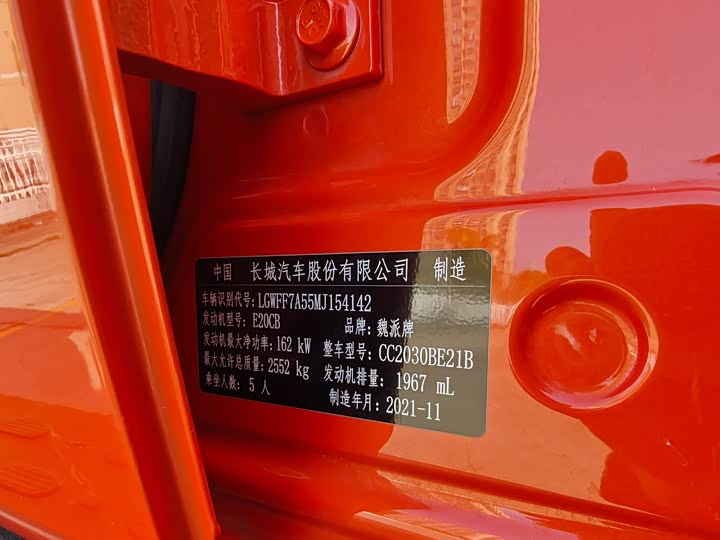 中国 长城汽车股份有限公司 制造
车辆识别代号:LGWFF7A55MJ154142
发动机型号: E20CB 品牌: 魏派牌
发动机最大净功率: 162 kW 整车型号: CC2030BE21B
最大允许总质量: 2552 kg 发动机排量: 1967 mL
乘坐人数: 5 人 制造年月: 2021-11